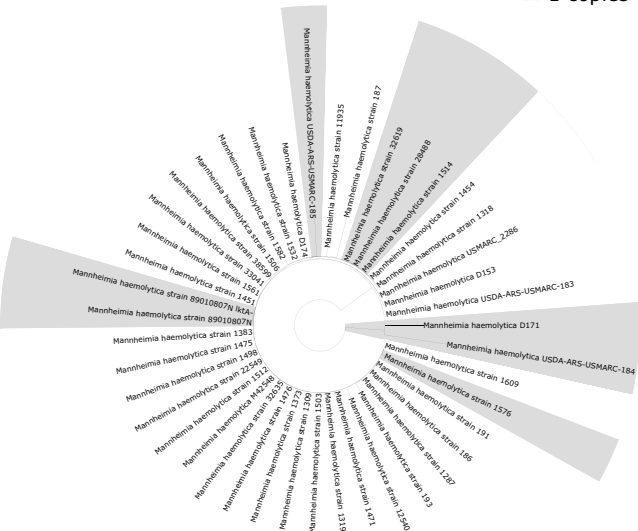 2 copies
Mannheimia haemolytica USDA-ARS-USMARC-185
Mannheimia haemolytica strain 11935
Mannheimia haemolytica strain 187
Mannheimia haemolytica strain 32619
Mannheimia haemolytica strain 28488
Mannheimia haemolytica strain 1514
Mannheimia haemolytica strain 1454
Mannheimia haemolytica strain 1318
Mannheimia haemolytica USMARC_2286
Mannheimia haemolytica D153
Mannheimia haemolytica USDA-ARS-USMARC-183
Mannheimia haemolytica D171
Mannheimia haemolytica USDA-ARS-USMARC-184
Mannheimia haemolytica strain 1609
Mannheimia haemolytica strain 1576
Mannheimia haemolytica strain 191
Mannheimia haemolytica strain 186
Mannheimia haemolytica strain 1287
Mannheimia haemolytica strain 193
Mannheimia haemolytica strain 12540
Mannheimia haemolytica strain 1471
Mannheimia haemolytica strain 1319
Mannheimia haemolytica strain 1503
Mannheimia haemolytica strain 1309
Mannheimia haemolytica strain 1373
Mannheimia haemolytica strain 1476
Mannheimia haemolytica strain 32635
Mannheimia haemolytica M42548
Mannheimia haemolytica strain 1512
Mannheimia haemolytica strain 22549
Mannheimia haemolytica strain 1498
Mannheimia haemolytica strain 1475
Mannheimia haemolytica strain 1383
Mannheimia haemolytica strain 89010807N
Mannheimia haemolytica strain 89010807N lktA-
Mannheimia haemolytica strain 1451
Mannheimia haemolytica strain 1561
Mannheimia haemolytica strain 33041
Mannheimia haemolytica strain 38599
Mannheimia haemolytica strain 1506
Mannheimia haemolytica strain 1582
Mannheimia haemolytica strain 1532
Mannheimia haemolytica D174